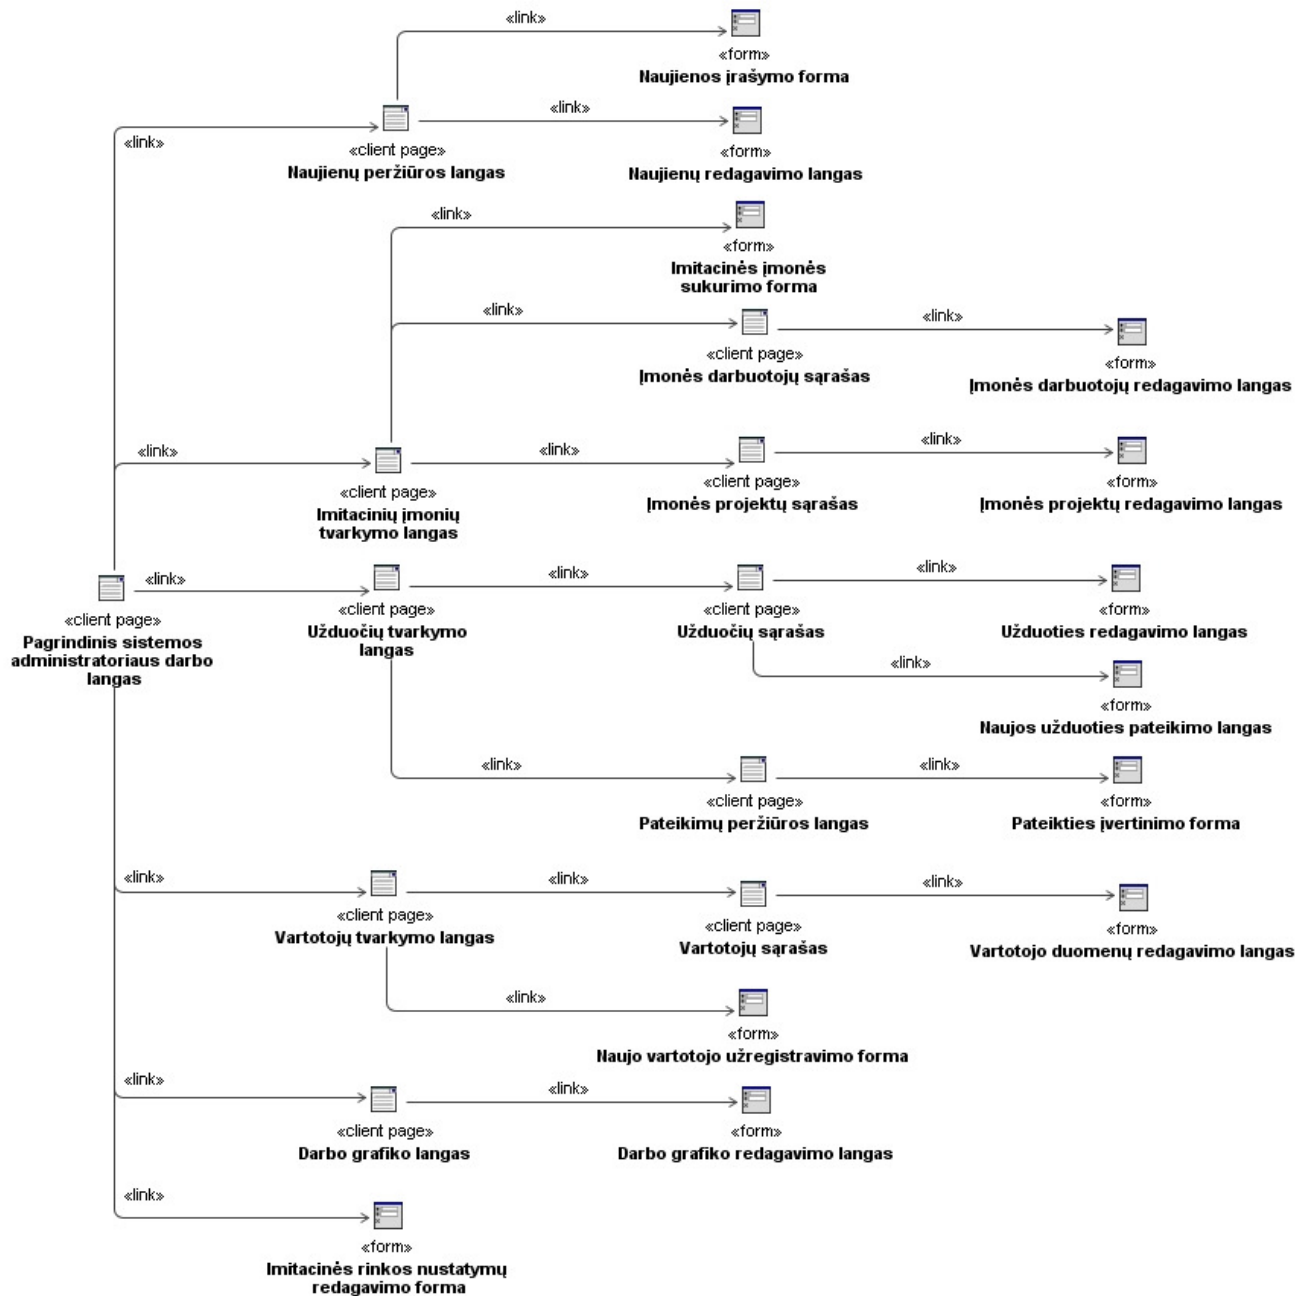 «link»
«form»
Naujienos įrašymo forma
«link»
«link»
«client page»
Naujienų peržiūros langas
«form»
Naujienų redagavimo langas
«link»
«form»
Imitacinės įmonės
sukurimo forma
«link»
«client page»
Įmonės darbuotojų sąrašas
«link»
«form»
Įmonės darbuotojų redagavimo langas
«link»
«client page»
Imitacinių įmonių
tvarkymo langas
«link»
«client page»
Įmonės projektų sąrašas
«link»
«form»
Įmonės projektų redagavimo langas
«client page»
Pagrindinis sistemos
administratoriaus darbo
langas
«link»
«client page»
Užduočių tvarkymo
langas
«link»
«client page»
Užduočių sąrašas
«link»
«form»
Užduoties redagavimo langas
«form»
Naujos užduoties pateikimo langas
«link»
«client page»
Pateikimų peržiūros langas
«link»
«form»
Pateikties įvertinimo forma
«link»
«client page»
Vartotojų tvarkymo langas
«link»
«client page»
Vartotojų sąrašas
«link»
«form»
Vartotojo duomenų redagavimo langas
«link»
«form»
Naujo vartotojo užregistravimo forma
«link»
«client page»
Darbo grafiko langas
«link»
«form»
Darbo grafiko redagavimo langas
«link»
«form»
Imitacinės rinkos nustatymų
redagavimo forma